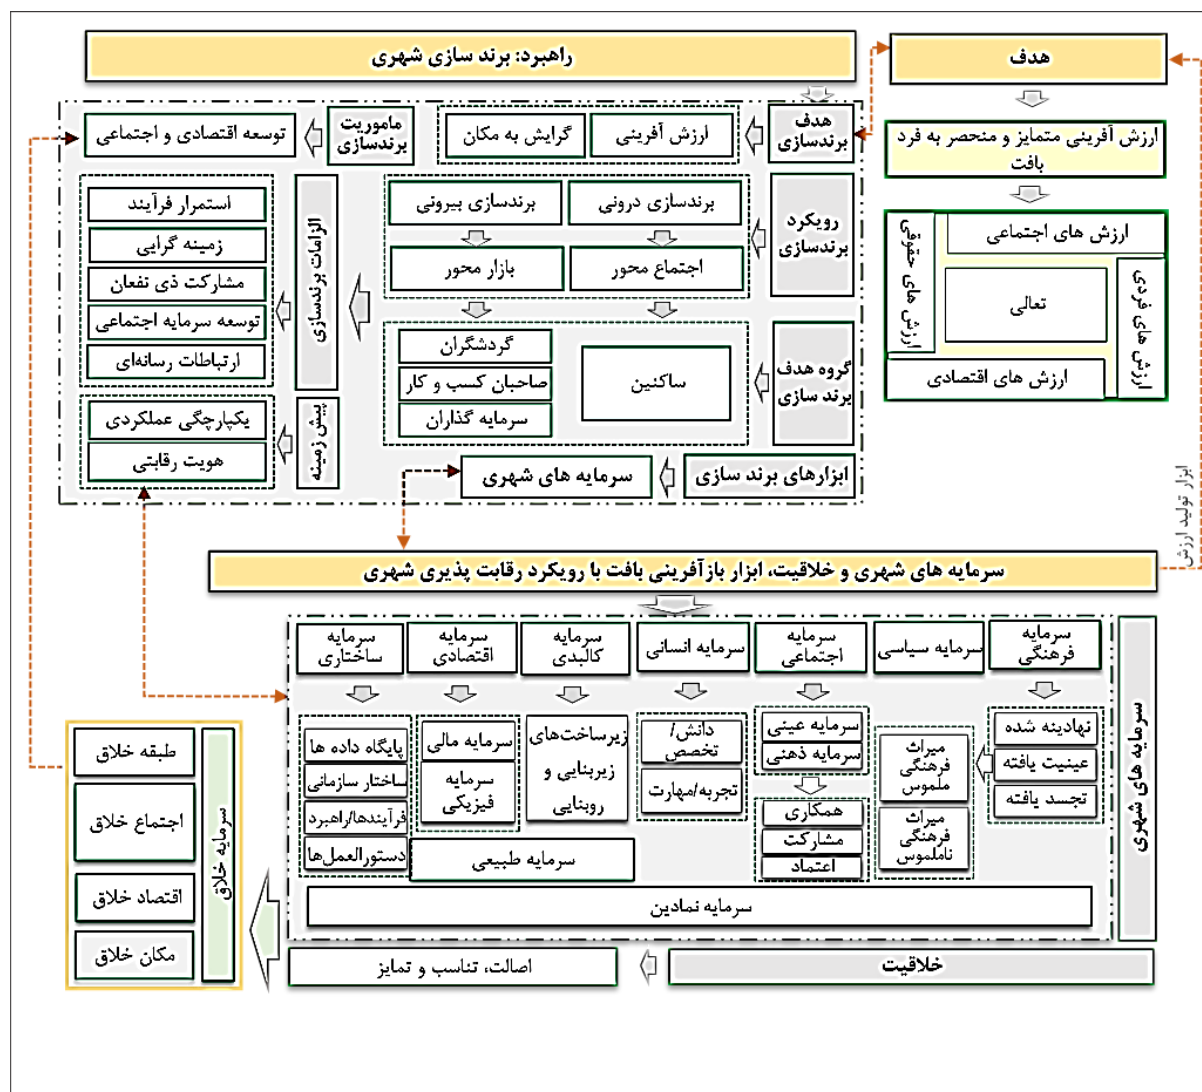 هدف
ارزش آفرینی متمایز و منحصر به فرد
بافت
ارزش های اجتماعی
ارزش های حقوقی
تعالی
ارزش های فردی
ارزش های اقتصادی
ابزار تولید ارزش
راهبرد: برند سازی شهری
هدف
برندسازی
ارزش آفرینی
گرایش به مکان
ماموریت
برندسازی
توسعه اقتصادی و اجتماعی
رویکرد
برندسازی
برندسازی درونی
برندسازی بیرونی
اجتماع محور
بازار محور
گروه هدف
برند سازی
ساکنین
گردشگران
صاحبان کسب و کار
سرمایه گذاران
الزامات برندسازی
استمرار فرآیند
زمینه گرایی
مشارکت ذی نفعان
توسعه سرمایه اجتماعی
ارتباطات رسانه‌ای
پیش زمینه
یکپارچگی عملکردی
هویت رقابتی
ابزارهای برند سازی
سرمایه های شهری
سرمایه های شهری و خلاقیت، ابزار بازآفرینی بافت با رویکرد رقابت پذیری شهری
سرمایه های شهری
سرمایه
فرهنگی
سرمایه سیاسی
سرمایه
اجتماعی
سرمایه انسانی
سرمایه
کالبدی
سرمایه
اقتصادی
سرمایه
ساختاری
نهادینه شده
عینیت یافته
تجسد یافته
میراث
فرهنگی
ملموس
میراث
فرهنگی
ناملموس
سرمایه عینی
سرمایه ذهنی
همکاری
مشارکت
اعتماد
دانش/
تخصص
تجربه/مهارت
زیرساخت‌های
زیربنایی و
روبنایی
سرمایه مالی
سرمایه
فیزیکی
پایگاه داده ها
ساختار سازمانی
فرآیندها/راهبرد
دستورالعمل‌ها
سرمایه طبیعی
سرمایه نمادین
خلاقیت
اصالت، تناسب و تمایز
سرمایه خلاق
طبقه خلاق
اجتماع خلاق
اقتصاد خلاق
مکان خلاق